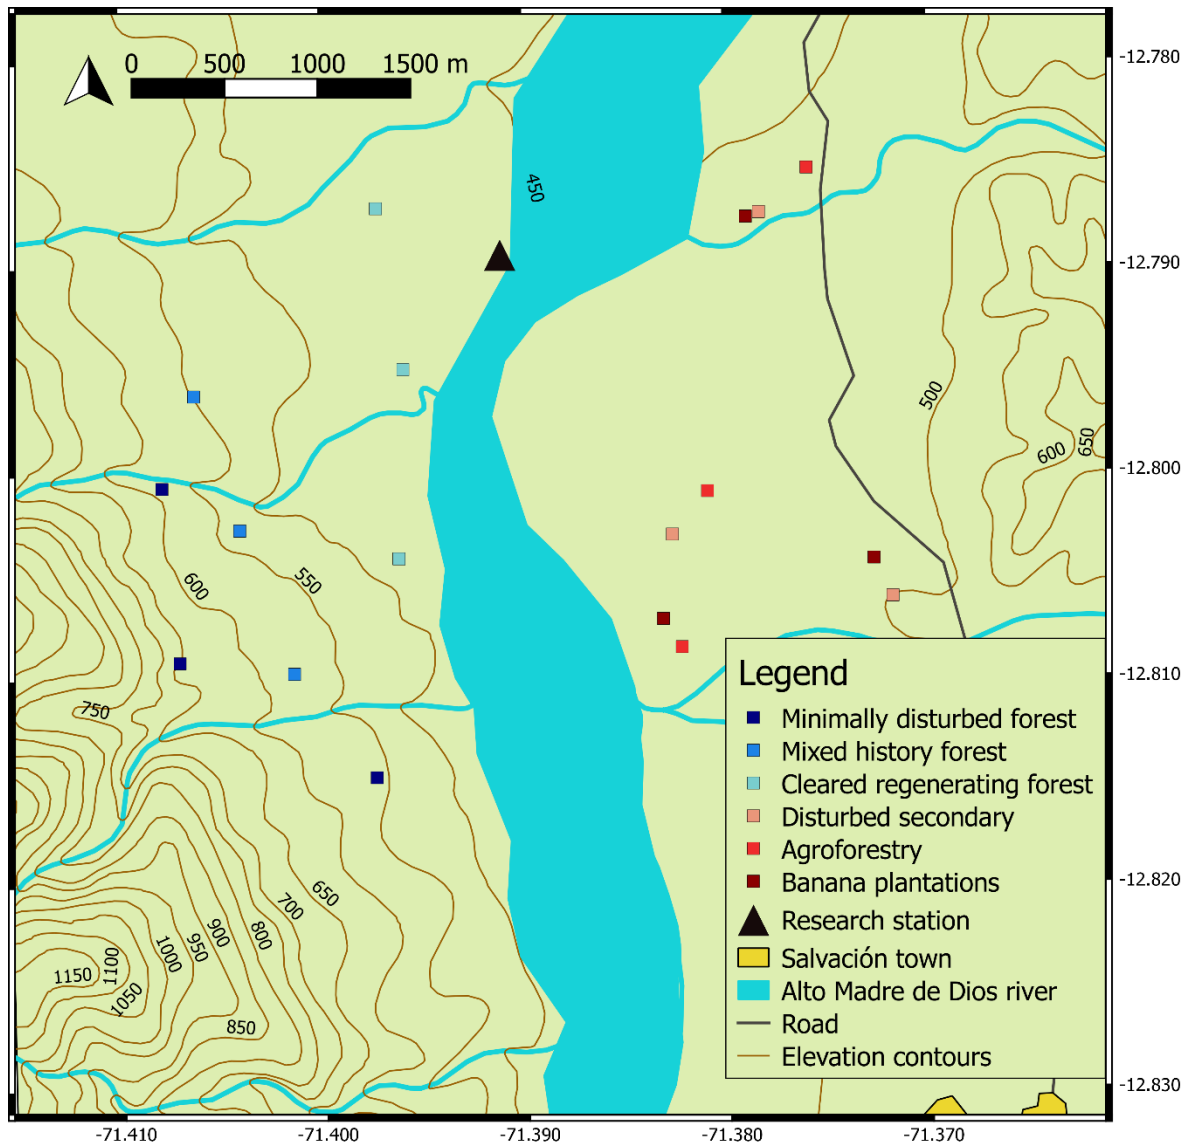 0 500 1000 1500 m
-12.780
450
-12.790
500
650
600
-12.800
600
550
-12.810
750
Legend
Minimally disturbed forest
Mixed history forest
Cleared regenerating forest
Disturbed secondary
Agroforestry
Banana plantations
Research station
Salvación town
Alto Madre de Dios river
Road
Elevation contours
-12.820
650
700
800
900
950
1000
1100
1150
1050
850
-12.830
-71.410 -71.400 -71.390 -71.380 -71.370